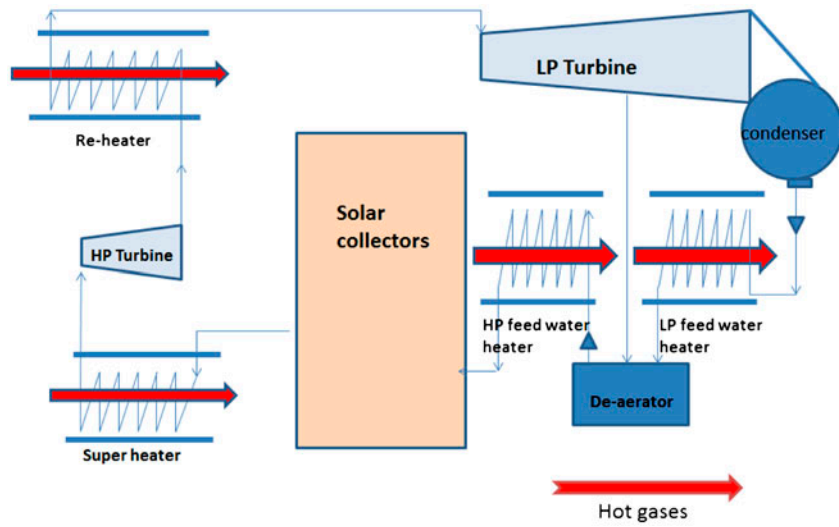 LP Turbine
condenser
Re-heater
Solar
collectors
HP Turbine
HP feed water
heater
LP feed water
heater
De-aerator
Super heater
Hot gases